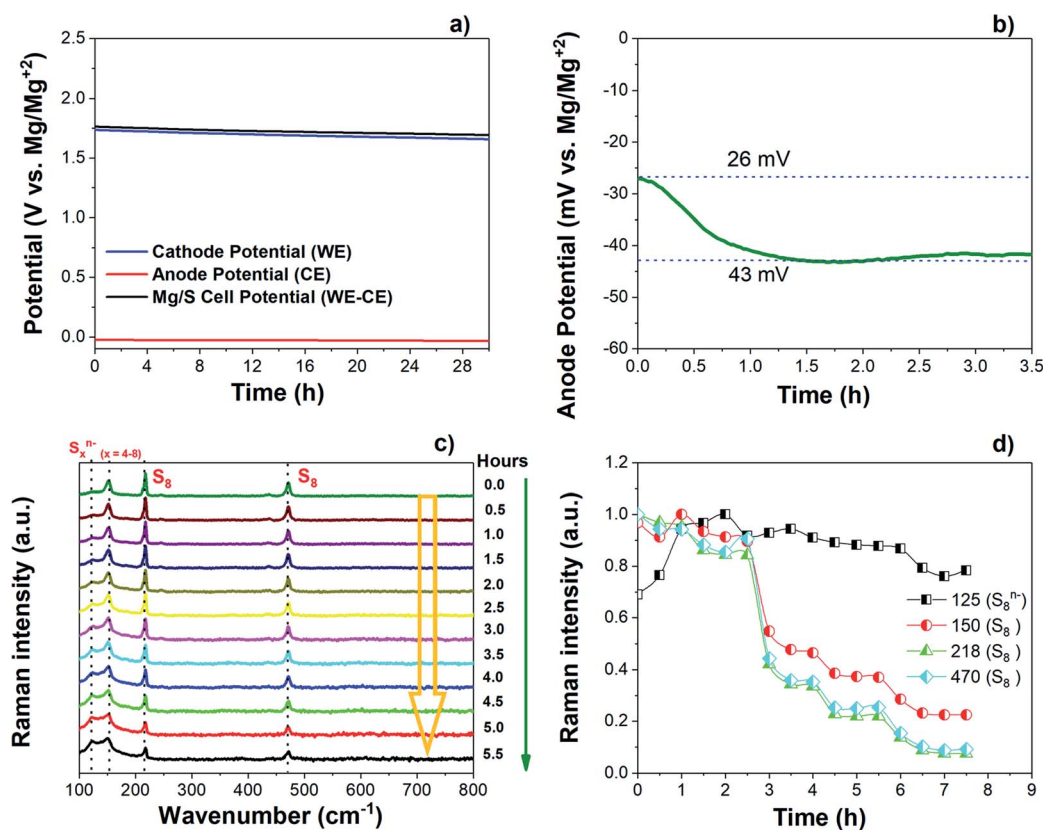 a)
Potential (V vs. Mg/Mg⁺²)
2.5
2.0
1.5
1.0
0.5
0.0
Cathode Potential (WE)
Anode Potential (CE)
Mg/S Cell Potential (WE-CE)
0 4 8 12 16 20 24 28
Time (h)
b)
Anode Potential (mV vs. Mg/Mg⁺²)
0
-10
-20
-30
-40
-50
-60
26 mV
43 mV
0.0 0.5 1.0 1.5 2.0 2.5 3.0 3.5
Time (h)
c)
Sₓⁿ⁻ (x = 4-8)
S₈
S₈
Hours
0.0
0.5
1.0
1.5
2.0
2.5
3.0
3.5
4.0
4.5
5.0
5.5
Raman intensity (a.u.)
100 200 300 400 500 600 700 800
Wavenumber (cm⁻¹)
d)
Raman intensity (a.u.)
1.2
1.0
0.8
0.6
0.4
0.2
0.0
125 (S₈ⁿ⁻)
150 (S₈ )
218 (S₈ )
470 (S₈ )
0 1 2 3 4 5 6 7 8 9
Time (h)